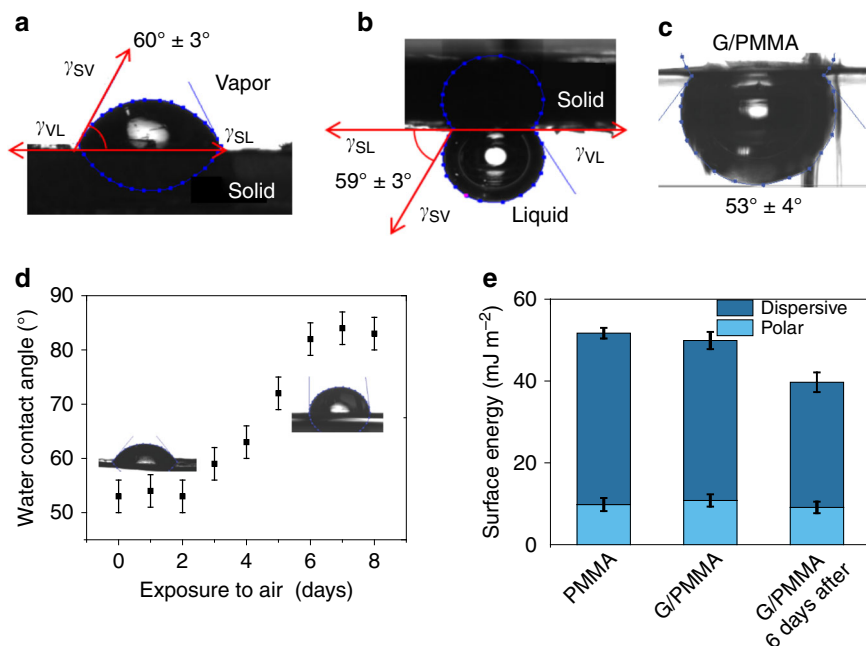 a
60° ± 3°
γSV
Vapor
γVL
γSL
Solid
b
Solid
γSL
γVL
59° ± 3°
γSV
Liquid
c
G/PMMA
53° ± 4°
d
Water contact angle (°)
90
80
70
60
50
0
2
4
6
8
Exposure to air (days)
e
Surface energy (mJ m−2)
60
40
20
0
Dispersive
Polar
PMMA
G/PMMA
G/PMMA
6 days after